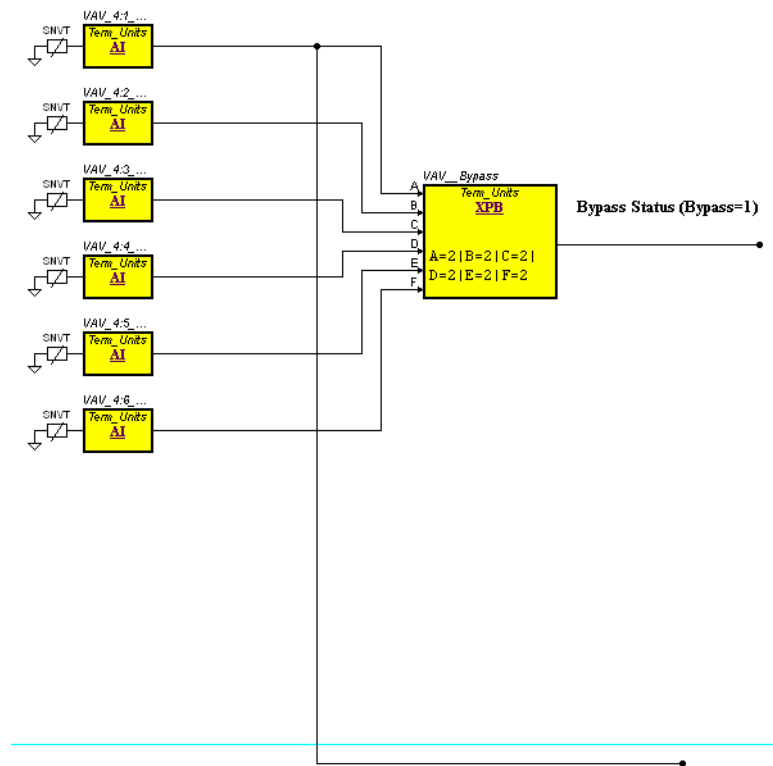 VAV_4:1_...
SNVT
Term_Units
AI
VAV_4:2_...
SNVT
Term_Units
AI
VAV_4:3_...
SNVT
Term_Units
AI
VAV_4:4_...
SNVT
Term_Units
AI
VAV_4:5_...
SNVT
Term_Units
AI
VAV_4:6_...
SNVT
Term_Units
AI
VAV__Bypass
A
B
C
D
E
F
Term_Units
XPB
A=2|B=2|C=2|
D=2|E=2|F=2
Bypass Status (Bypass=1)